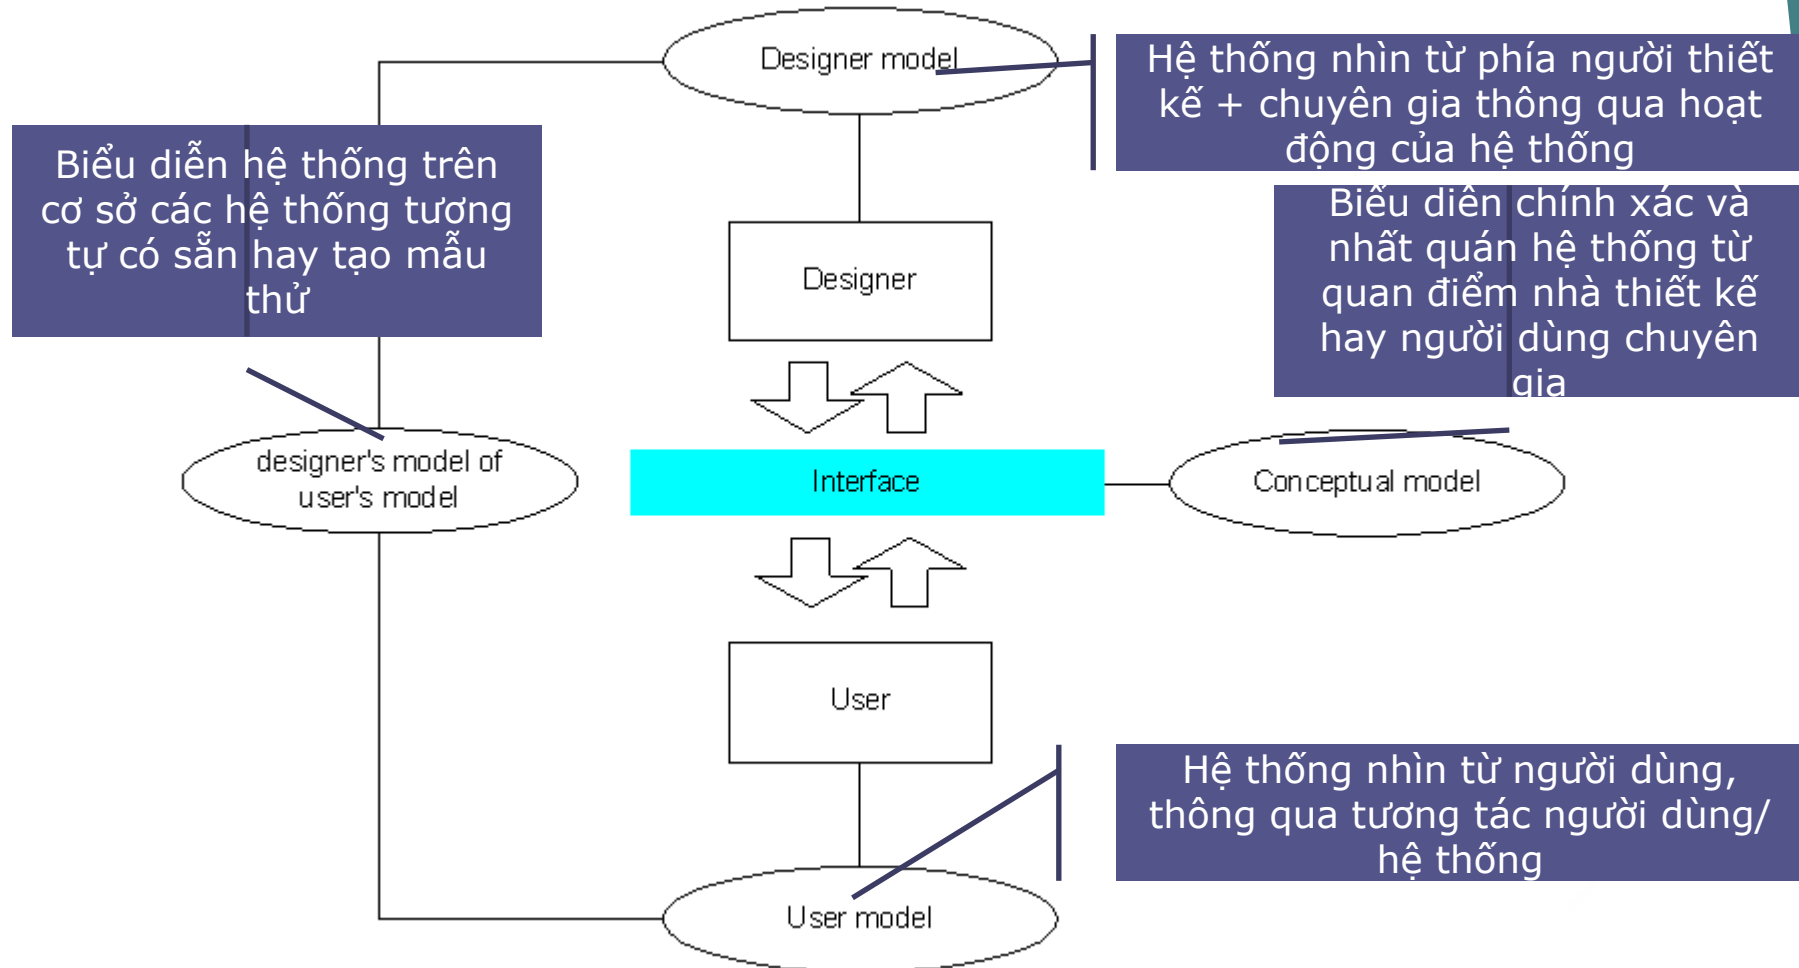 Designer model
Hệ thống nhìn từ phía người thiết
kế + chuyên gia thông qua hoạt
động của hệ thống
Biểu diễn hệ thống trên
cơ sở các hệ thống tương
tự có sẵn hay tạo mẫu
thử
Biểu diễn chính xác và
nhất quán hệ thống từ
quan điểm nhà thiết kế
hay người dùng chuyên
gia
Designer
designer's model of
user's model
Interface
Conceptual model
User
Hệ thống nhìn từ người dùng,
thông qua tương tác người dùng/
hệ thống
User model